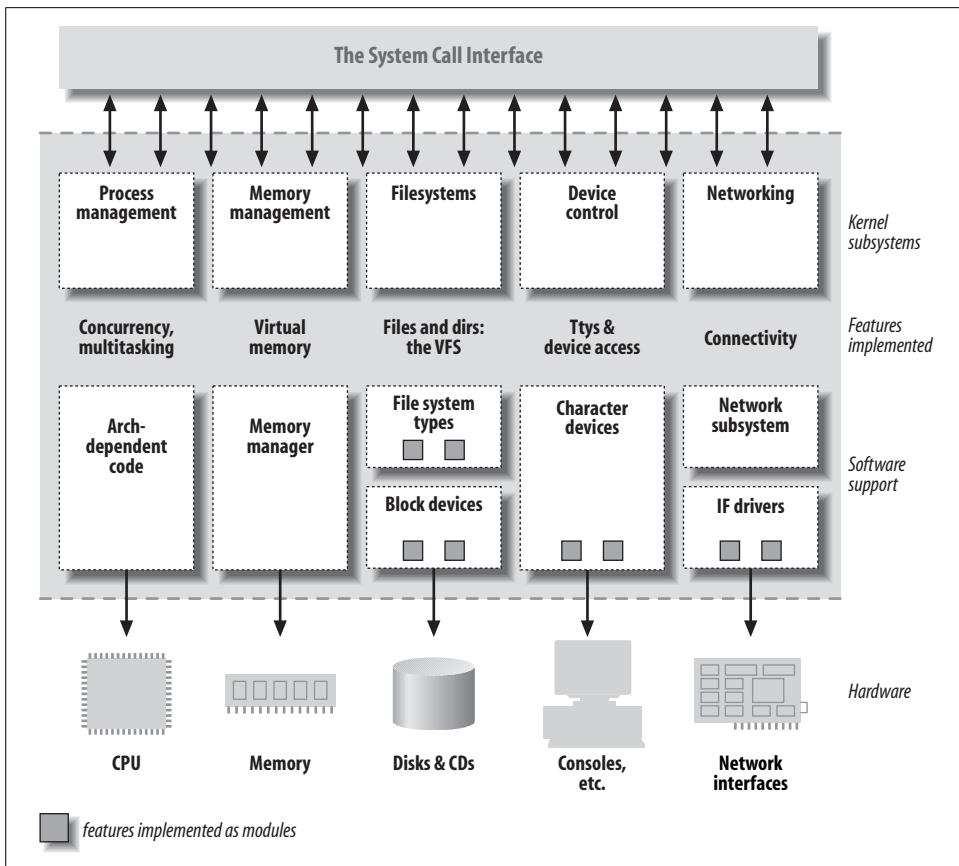 The System Call Interface
Process
management
Memory
management
Filesystems
Device
control
Networking
Kernel
subsystems
Concurrency,
multitasking
Virtual
memory
Files and dirs:
the VFS
Ttys &
device access
Connectivity
Features
implemented
Arch-
dependent
code
Memory
manager
File system
types
Block devices
Character
devices
Network
subsystem
IF drivers
Software
support
Hardware
CPU
Memory
Disks & CDs
Consoles,
etc.
Network
interfaces
features implemented as modules